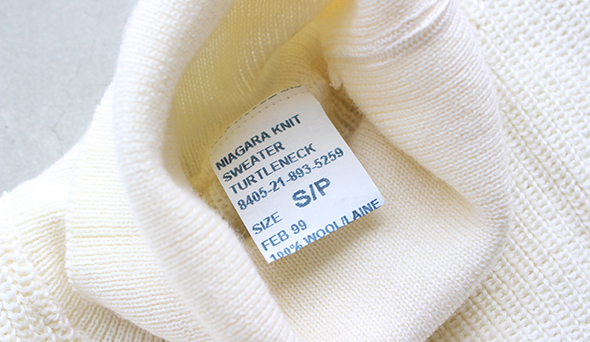 NIAGARA KNIT
SWEATER
TURTLENECK
8405-21-893-5259
SIZE S/P
FEB 99
100% WOOL/LAINE